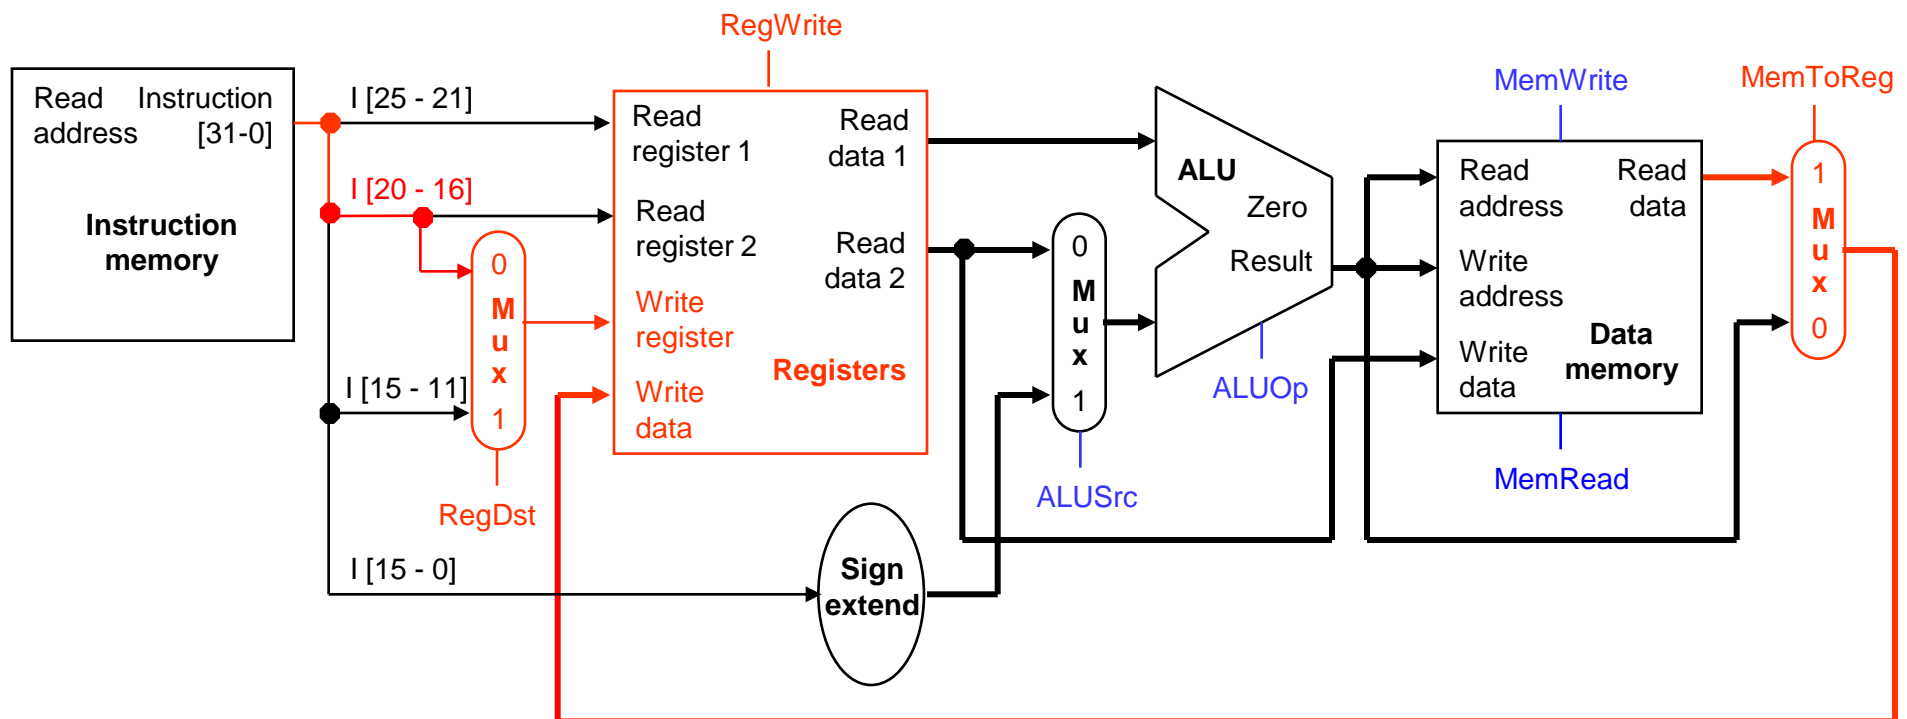 RegWrite
MemWrite
MemToReg
Read Instruction
address [31-0]
Instruction
memory
I [25 - 21]
I [20 - 16]
I [15 - 11]
I [15 - 0]
0
M
u
x
1
RegDst
Read
register 1
Read
data 1
Read
register 2
Read
data 2
Write
register
Registers
Write
data
Sign
extend
0
M
u
x
1
ALUSrc
ALU
Zero
Result
ALUOp
Read
address
Read
data
Write
address
Write
data
Data
memory
MemRead
1
M
u
x
0